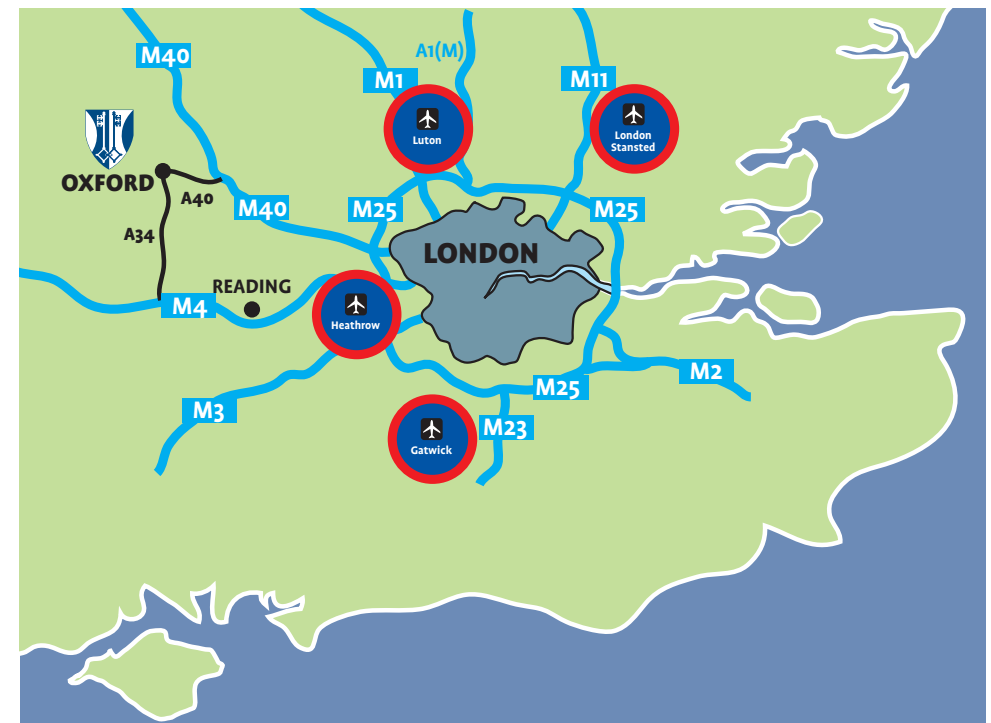 M40
A1(M)
M1
M11
Luton
London
Stansted
OXFORD
A40
M40
M25
M25
A34
LONDON
READING
M4
Heathrow
M2
M25
M3
M23
Gatwick